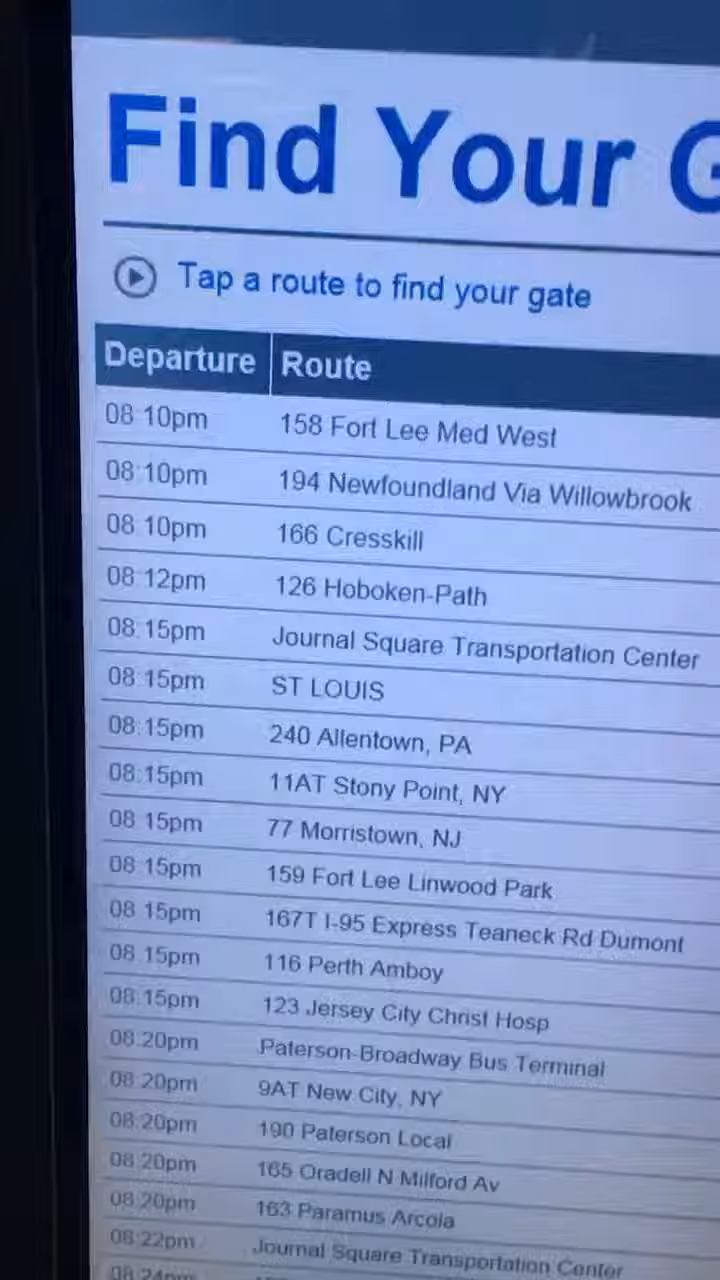 Find Your G
Tap a route to find your gate
Departure Route
08:10pm 158 Fort Lee Med West
08:10pm 194 Newfoundland Via Willowbrook
08:10pm 166 Cresskill
08:12pm 126 Hoboken-Path
08:15pm Journal Square Transportation Center
08:15pm ST LOUIS
08:15pm 240 Allentown, PA
08:15pm 11AT Stony Point, NY
08:15pm 77 Morristown, NJ
08:15pm 159 Fort Lee Linwood Park
08:15pm 167T I-95 Express Teaneck Rd Dumont
08:15pm 116 Perth Amboy
08:15pm 123 Jersey City Christ Hosp
08:20pm Paterson-Broadway Bus Terminal
08:20pm 9AT New City, NY
08:20pm 190 Paterson Local
08:20pm 165 Oradell N Milford Av
08:20pm 163 Paramus Arcola
08:22pm Journal Square Transportation Center
08:24pm